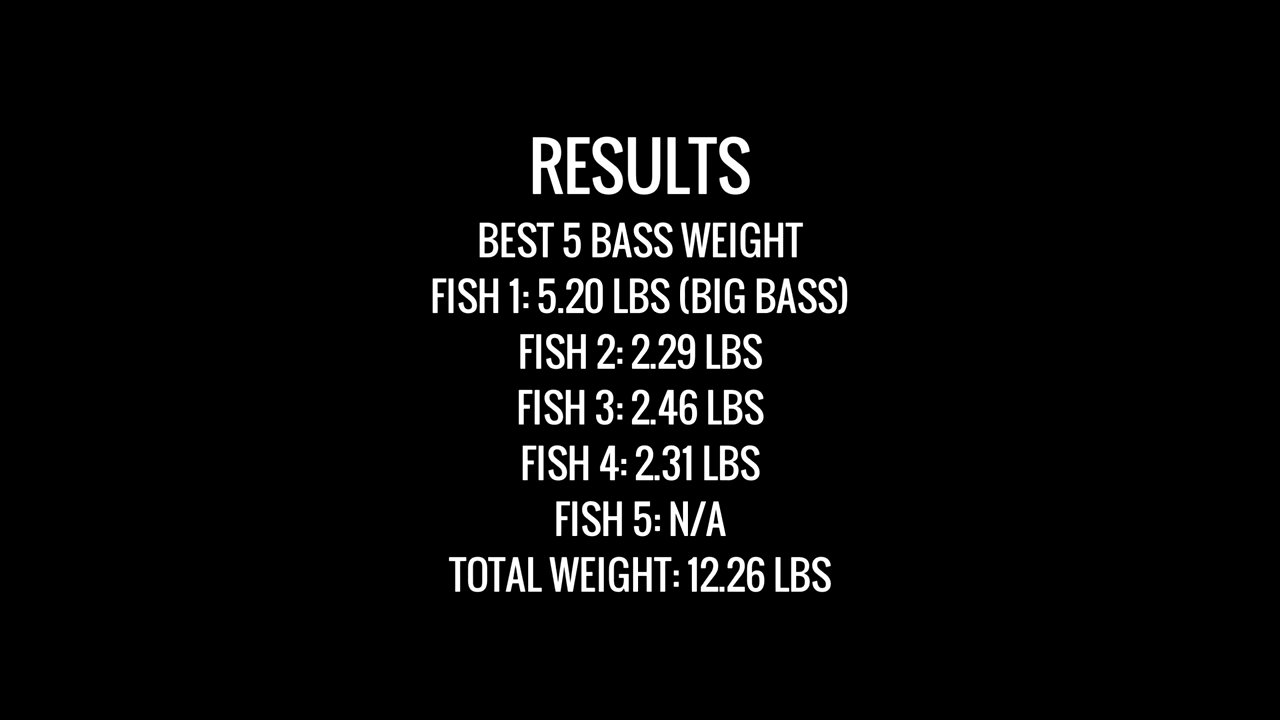 RESULTS
BEST 5 BASS WEIGHT
FISH 1: 5.20 LBS (BIG BASS)
FISH 2: 2.29 LBS
FISH 3: 2.46 LBS
FISH 4: 2.31 LBS
FISH 5: N/A
TOTAL WEIGHT: 12.26 LBS